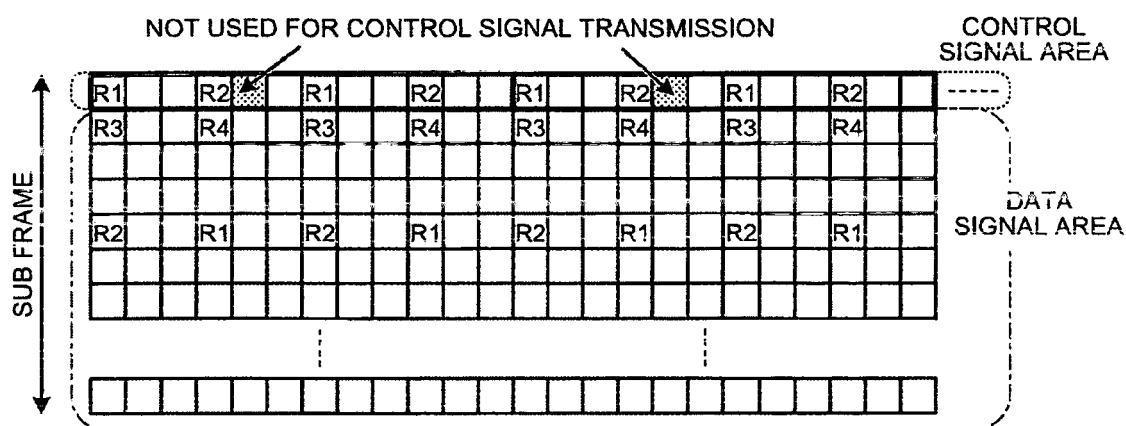 NOT USED FOR CONTROL SIGNAL TRANSMISSION
CONTROL
SIGNAL AREA
R1 R2 R1 R2 R1 R2 R1 R2
R3 R4 R3 R4 R3 R4 R3 R4
R2 R1 R2 R1 R2 R1 R2 R1
SUB FRAME
DATA
SIGNAL AREA